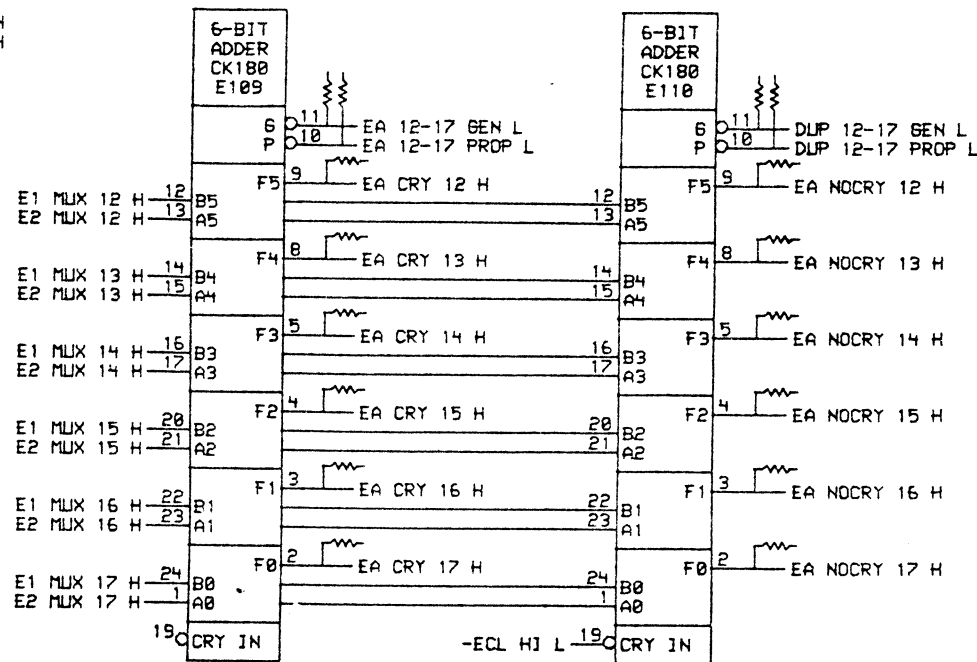 H
H
6-BIT
ADDER
CK180
E109
G 11 EA 12-17 GEN L
P 10 EA 12-17 PROP L
F5 9 EA CRY 12 H
E1 MUX 12 H 12 B5
E2 MUX 12 H 13 A5
F4 8 EA CRY 13 H
E1 MUX 13 H 14 B4
E2 MUX 13 H 15 A4
F3 5 EA CRY 14 H
E1 MUX 14 H 16 B3
E2 MUX 14 H 17 A3
F2 4 EA CRY 15 H
E1 MUX 15 H 20 B2
E2 MUX 15 H 21 A2
F1 3 EA CRY 16 H
E1 MUX 16 H 22 B1
E2 MUX 16 H 23 A1
F0 2 EA CRY 17 H
E1 MUX 17 H 24 B0
E2 MUX 17 H 1 A0
19 CRY IN
6-BIT
ADDER
CK180
E110
G 11 DUP 12-17 GEN L
P 10 DUP 12-17 PROP L
F5 9 EA NOCRY 12 H
12 B5
13 A5
F4 8 EA NOCRY 13 H
14 B4
15 A4
F3 5 EA NOCRY 14 H
16 B3
17 A3
F2 4 EA NOCRY 15 H
20 B2
21 A2
F1 3 EA NOCRY 16 H
22 B1
23 A1
F0 2 EA NOCRY 17 H
24 B0
1 A0
-ECL HI L 19 CRY IN